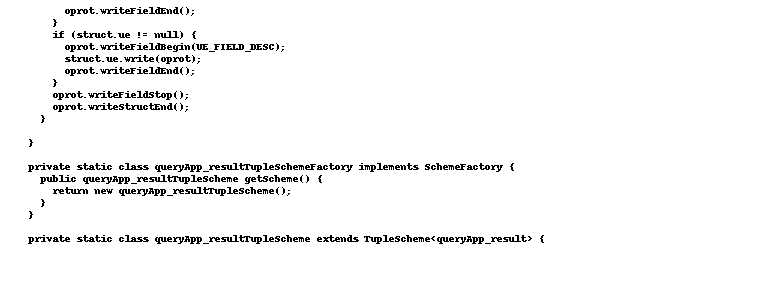 oprot.writeFieldEnd();
}
if (struct.ue != null) {
oprot.writeFieldBegin(UE_FIELD_DESC);
struct.ue.write(oprot);
oprot.writeFieldEnd();
}
oprot.writeFieldStop();
oprot.writeStructEnd();
}
}
private static class queryApp_resultTupleSchemeFactory implements SchemeFactory {
public queryApp_resultTupleScheme getScheme() {
return new queryApp_resultTupleScheme();
}
}
private static class queryApp_resultTupleScheme extends TupleScheme<queryApp_result> {